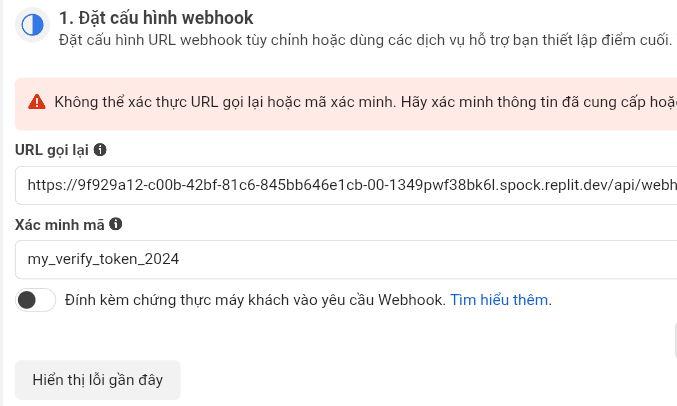 1. Đặt cấu hình webhook
Đặt cấu hình URL webhook tùy chỉnh hoặc dùng các dịch vụ hỗ trợ bạn thiết lập điểm cuối.
Không thể xác thực URL gọi lại hoặc mã xác minh. Hãy xác minh thông tin đã cung cấp hoặc
URL gọi lại
https://9f929a12-c00b-42bf-81c6-845bb646e1cb-00-1349pwf38bk6l.spock.replit.dev/api/webh
Xác minh mã
my_verify_token_2024
Đính kèm chứng thực máy khách vào yêu cầu Webhook. Tìm hiểu thêm.
Hiển thị lỗi gần đây